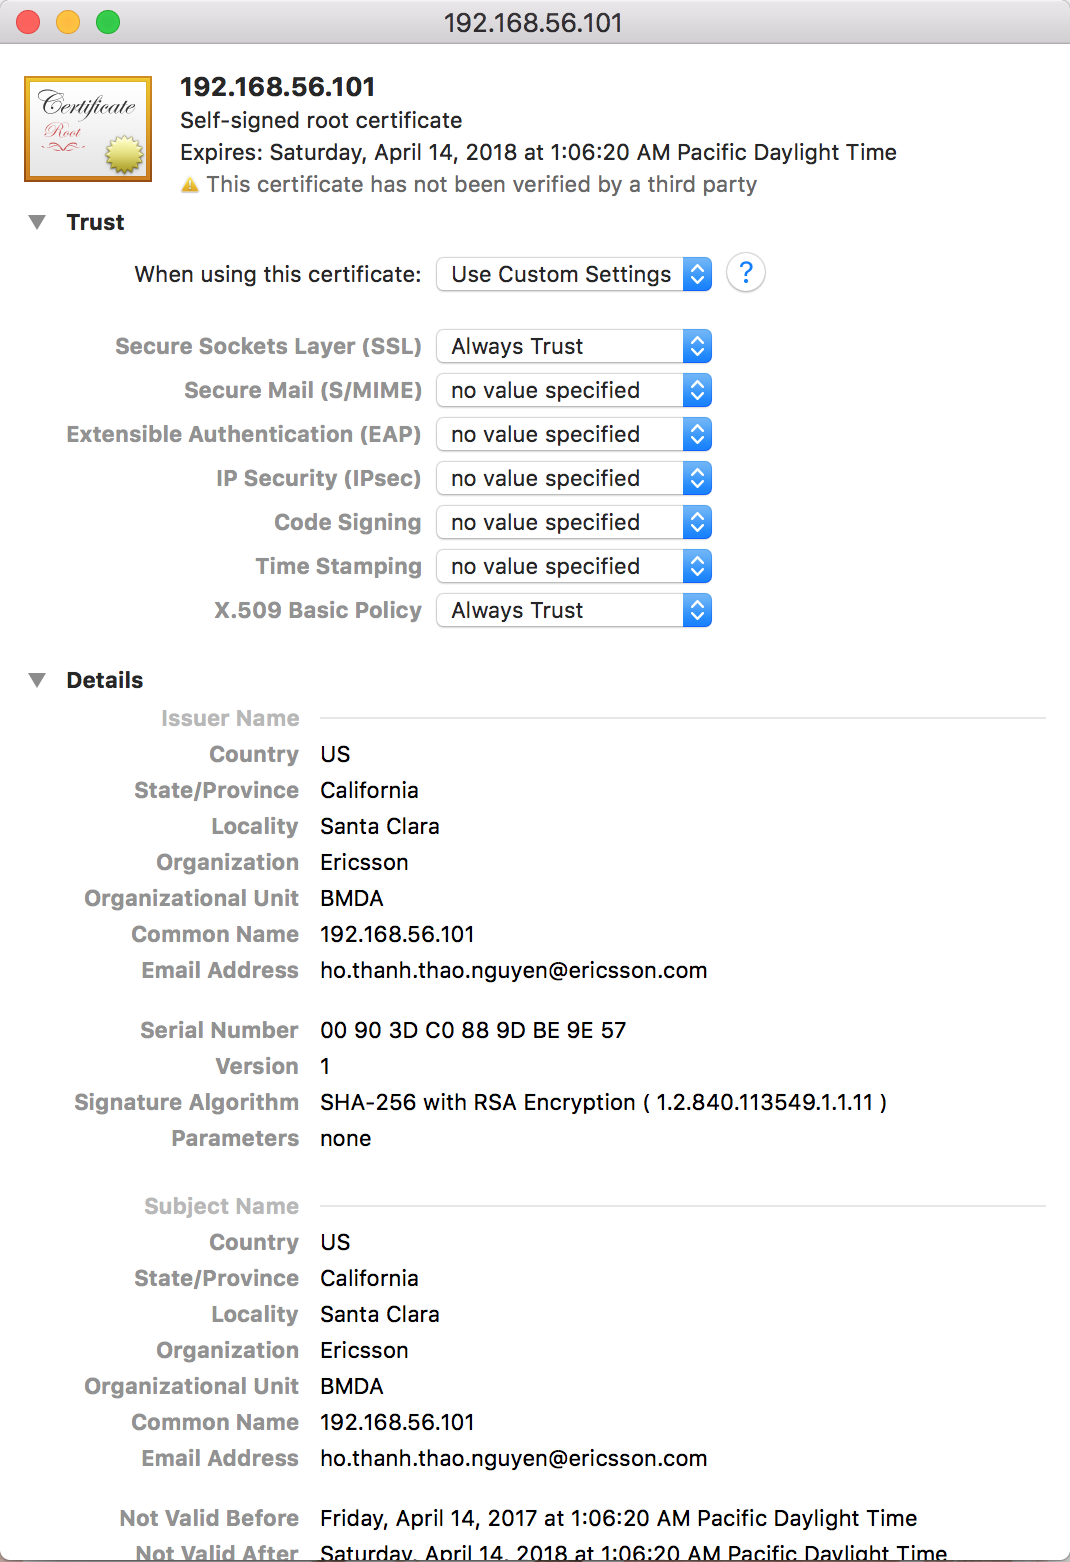 192.168.56.101
Certificate
Root
192.168.56.101
Self-signed root certificate
Expires: Saturday, April 14, 2018 at 1:06:20 AM Pacific Daylight Time
This certificate has not been verified by a third party
Trust
When using this certificate: Use Custom Settings ?
Secure Sockets Layer (SSL) Always Trust
Secure Mail (S/MIME) no value specified
Extensible Authentication (EAP) no value specified
IP Security (IPsec) no value specified
Code Signing no value specified
Time Stamping no value specified
X.509 Basic Policy Always Trust
Details
Issuer Name
Country US
State/Province California
Locality Santa Clara
Organization Ericsson
Organizational Unit BMDA
Common Name 192.168.56.101
Email Address ho.thanh.thao.nguyen@ericsson.com
Serial Number 00 90 3D C0 88 9D BE 9E 57
Version 1
Signature Algorithm SHA-256 with RSA Encryption ( 1.2.840.113549.1.1.11 )
Parameters none
Subject Name
Country US
State/Province California
Locality Santa Clara
Organization Ericsson
Organizational Unit BMDA
Common Name 192.168.56.101
Email Address ho.thanh.thao.nguyen@ericsson.com
Not Valid Before Friday, April 14, 2017 at 1:06:20 AM Pacific Daylight Time
Not Valid After Saturday, April 14, 2018 at 1:06:20 AM Pacific Daylight Time